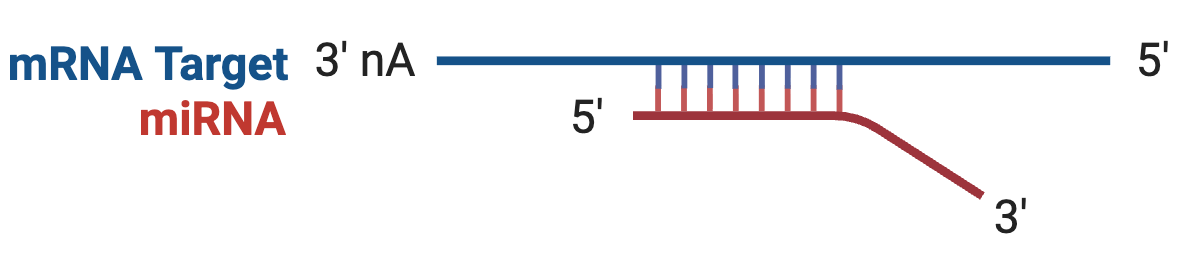 mRNA Target 3' nA 5'
miRNA 5'
3'